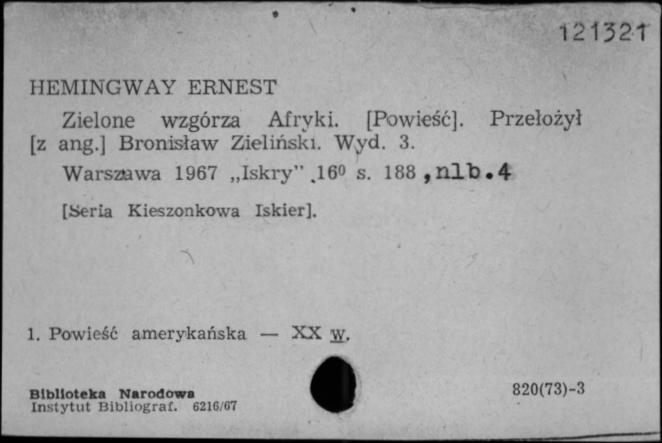 121321
HEMINGWAY ERNEST
Zielone wzgórza Afryki. [Powieść]. Przełożył
[z ang.] Bronisław Zieliński. Wyd. 3.
Warszawa 1967 „Iskry” 16⁰ s. 188 ,nlb.4
[Seria Kieszonkowa Iskier].
1. Powieść amerykańska — XX w.
Biblioteka Narodowa
Instytut Bibliograf. 6216/67
820(73)-3